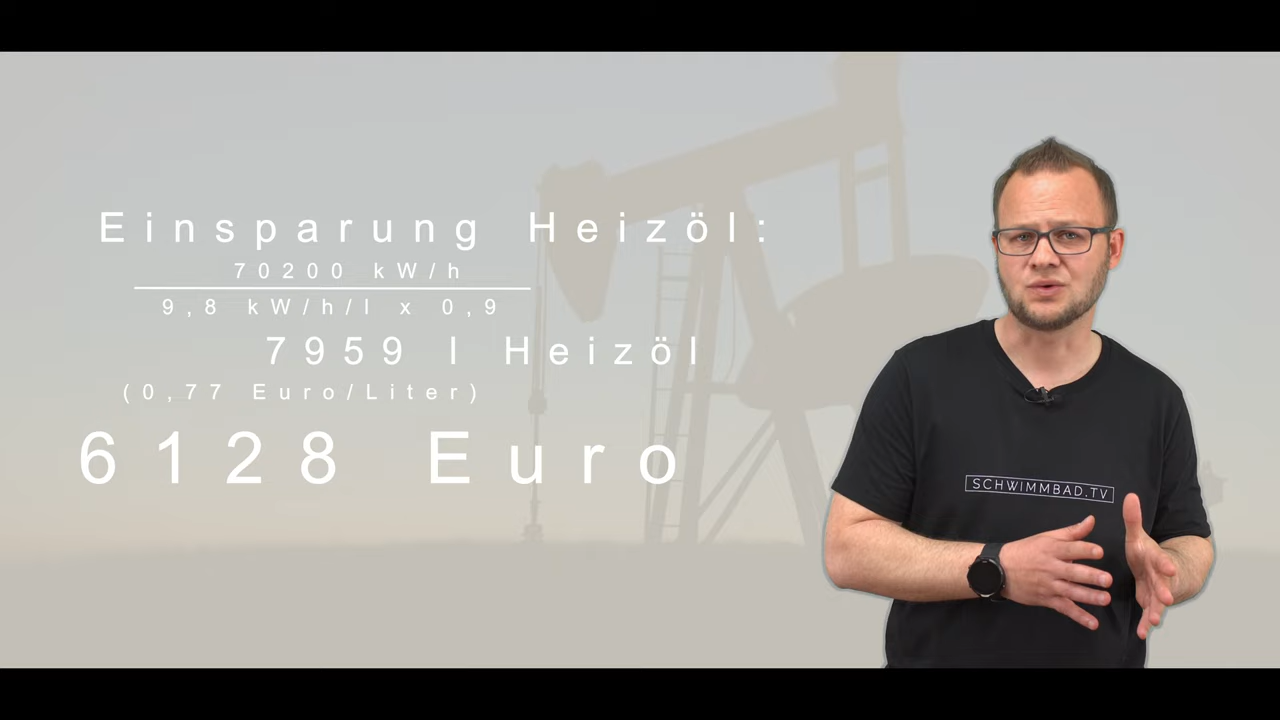 Einsparung Heizöl:
70200 kW/h
9,8 kW/h/l x 0,9
7959 l Heizöl
(0,77 Euro/Liter)
6128 Euro
SCHWIMMBAD.TV